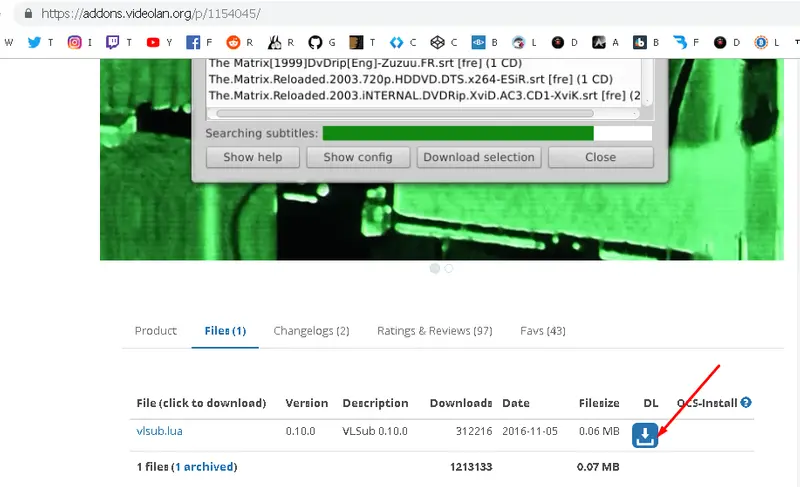 https://addons.videolan.org/p/1154045/
W T I T Y F R R G T C C B L D A B F D L
The.Matrix[1999]DvDrip[Eng]-Zuzuu.FR.srt [fre] (1 CD)
The.Matrix.Reloaded.2003.720p.HDDVD.DTS.x264-ESiR.srt [fre] (1 CD)
The.Matrix.Reloaded.2003.iNTERNAL.DVDRip.XviD.AC3.CD1-XviK.srt [fre] (2
Searching subtitles:
Show help Show config Download selection Close
Product Files (1) Changelogs (2) Ratings & Reviews (97) Favs (43)
File (click to download) Version Description Downloads Date Filesize DL OCS-Install ?
vlsub.lua 0.10.0 VLSub 0.10.0 312216 2016-11-05 0.06 MB
1 files (1 archived) 1213133 0.07 MB